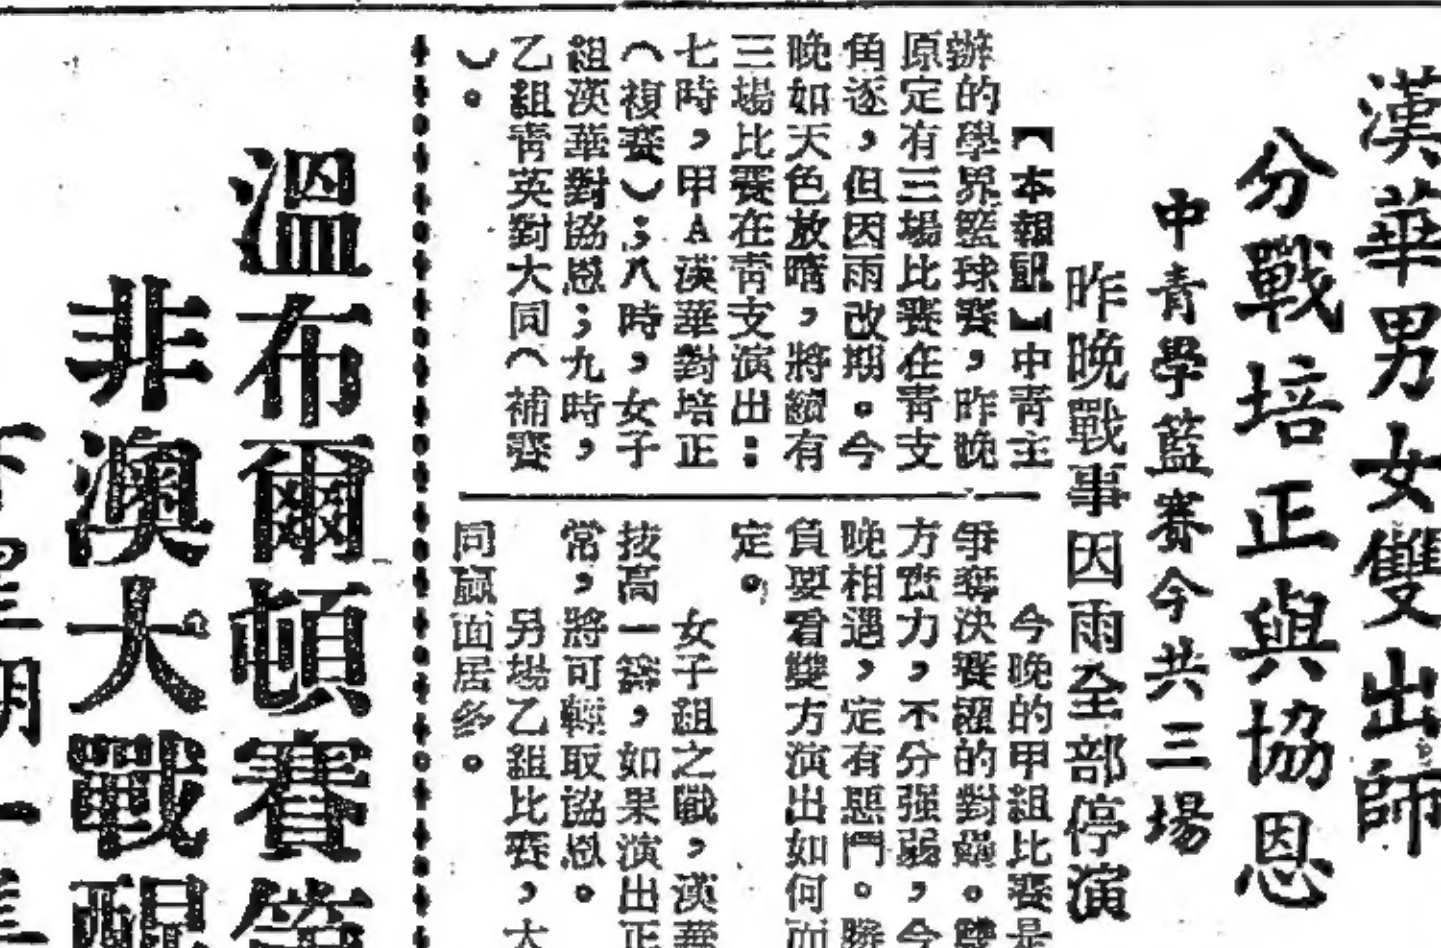 漢華男女雙出師
分戰培正與協恩
中青學籃賽今共三場
昨晚戰事因雨全部停演
【本報訊】中青主
辦的學界籃球賽，昨晚
原定有三場比賽在青支
角逐，但因雨改期。今
晚如天色放晴，將續有
三場比賽在青支演出：
七時，甲A漢華對培正
（複賽）；八時，女子
組漢華對協恩；九時，
乙組青英對大同（補賽
）。
今晚的甲組比賽是
爭奪決賽權的對壘。雙
方實力，不分强弱，今
晚相遇，定有惡鬥。勝
負要看雙方演出如何而
定。
女子組之戰，漢華
技高一籌，如果演出正
常，將可輕取協恩。
另場乙組比賽，大
同贏面居多。
溫布爾頓賽
非澳大戰